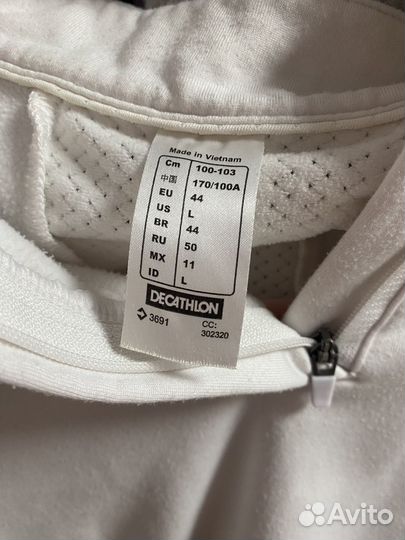 Made in Vietnam
Cm 100-103
中国 170/100A
EU 44
US L
BR 44
RU 50
MX 11
ID L
DECATHLON
3691 CC: 302320
Avito